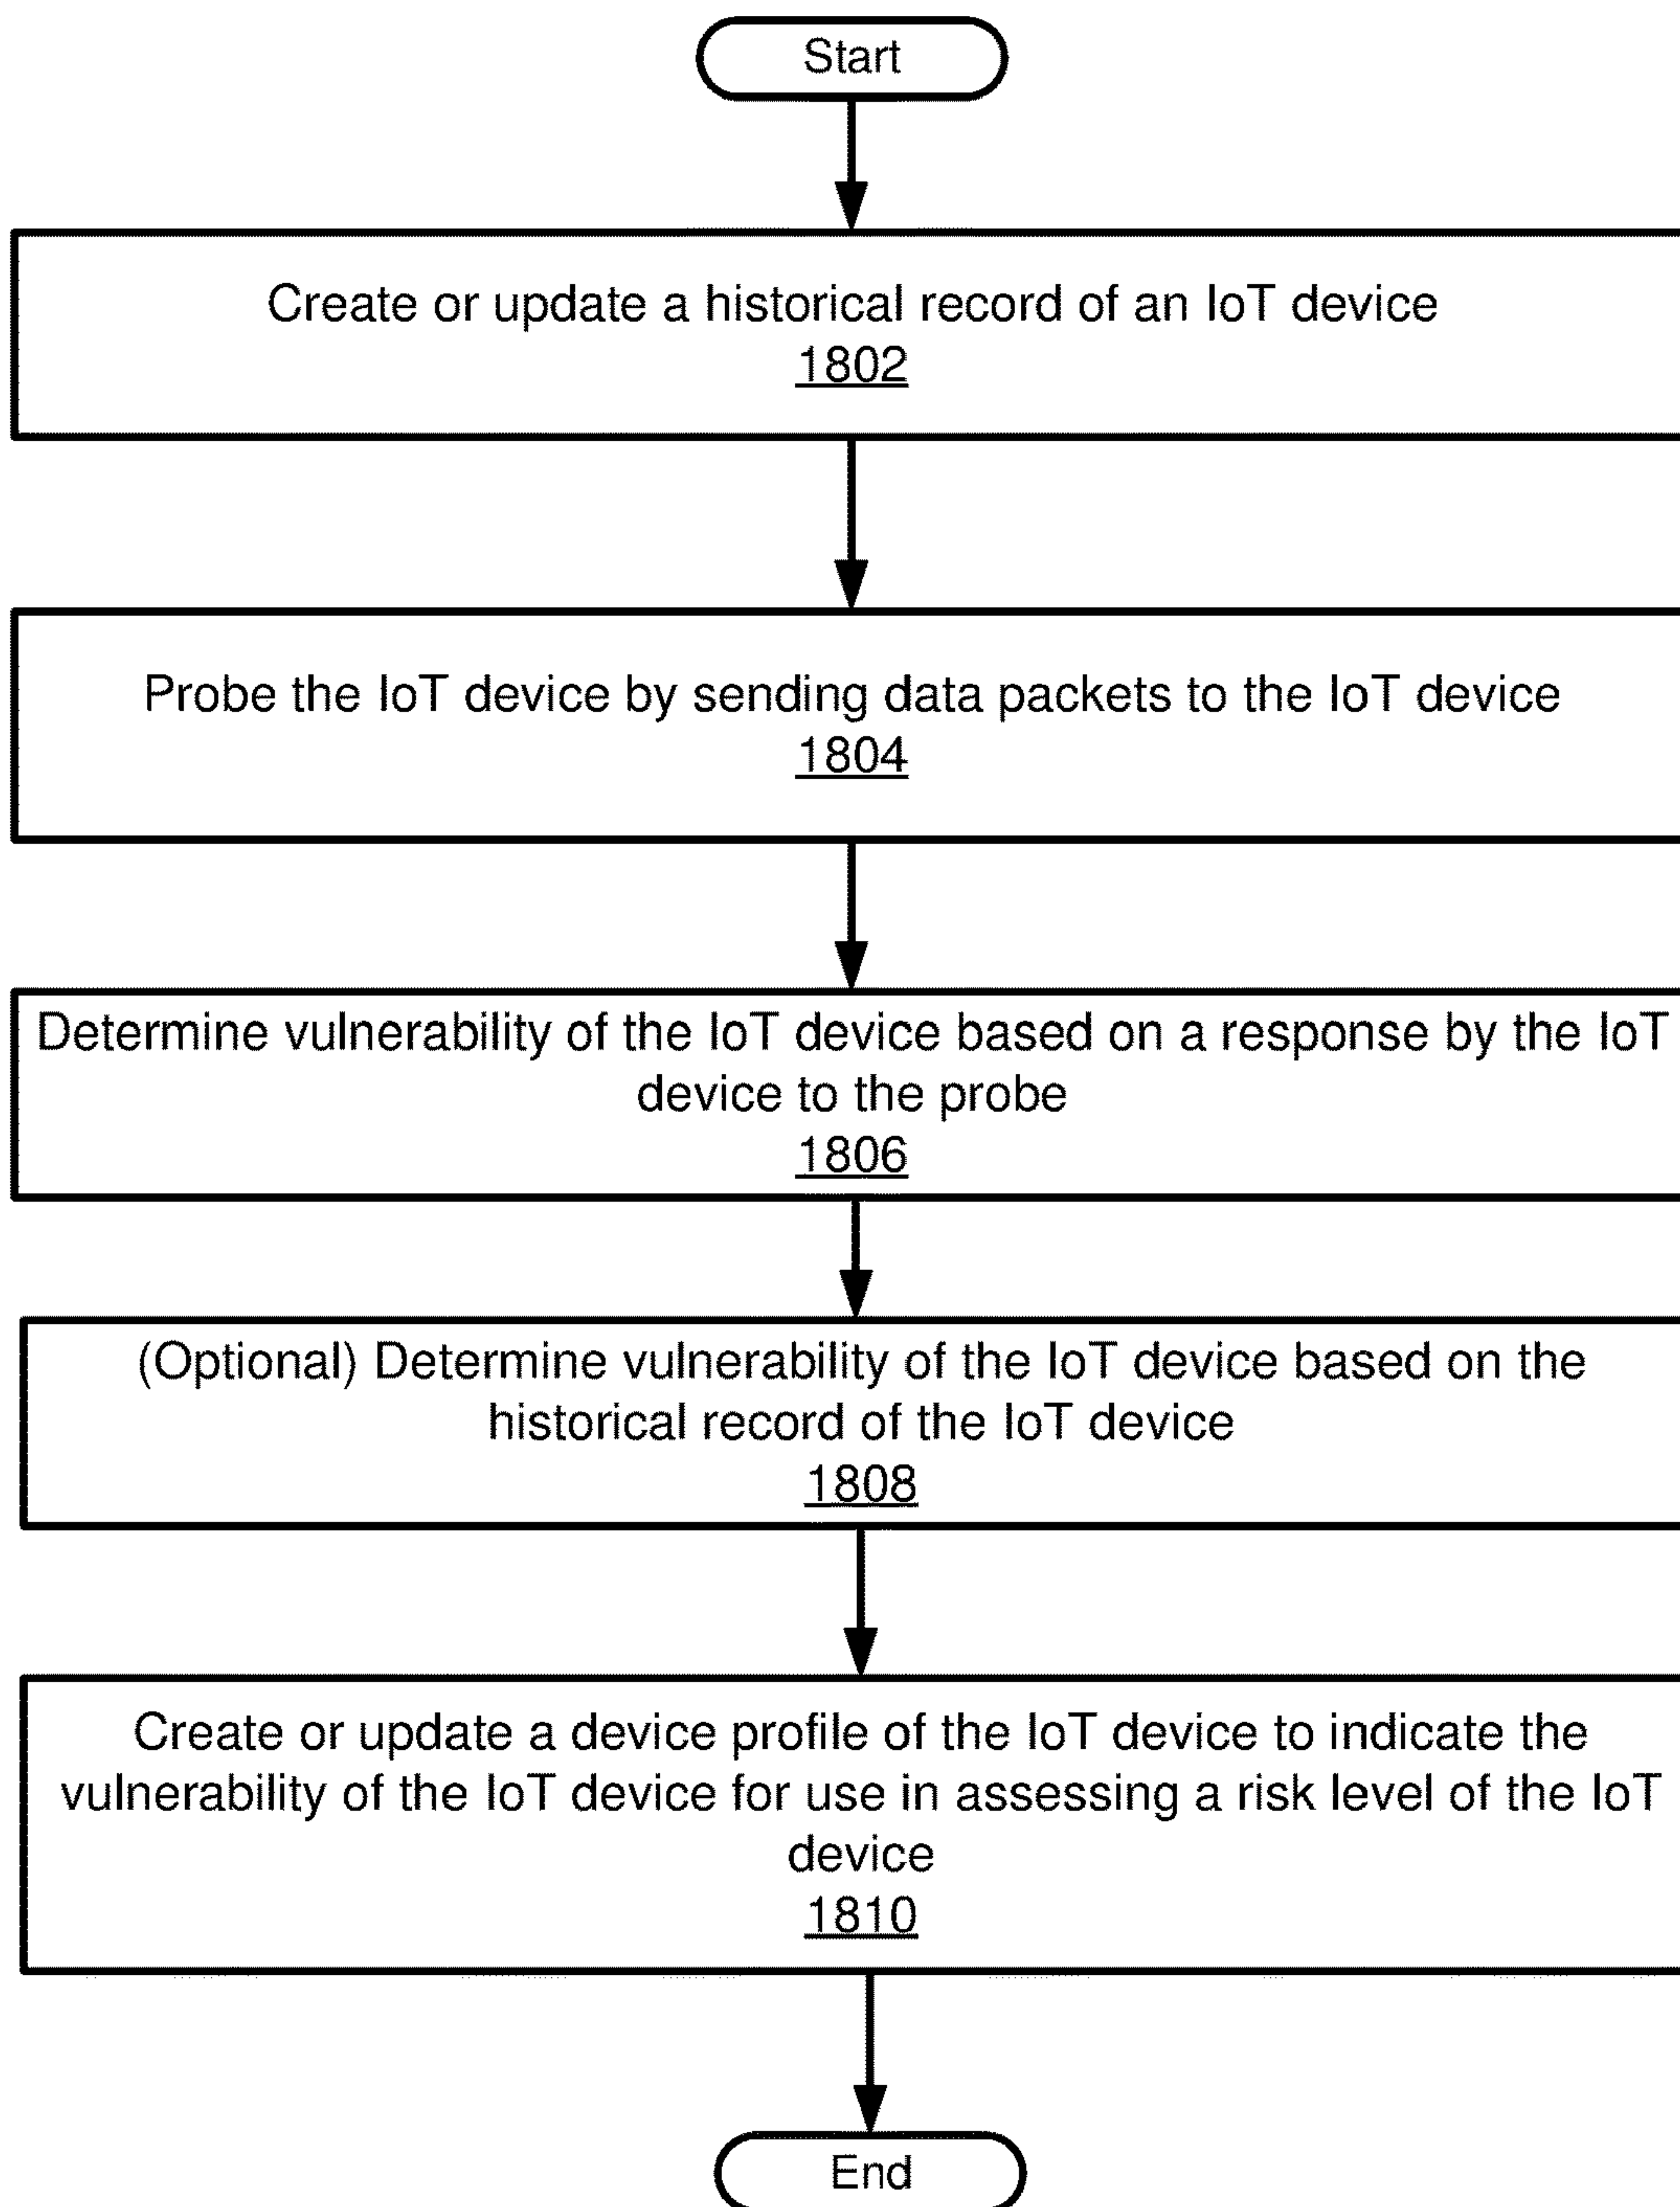 Start
Create or update a historical record of an IoT device
1802
Probe the IoT device by sending data packets to the IoT device
1804
Determine vulnerability of the IoT device based on a response by the IoT
device to the probe
1806
(Optional) Determine vulnerability of the IoT device based on the
historical record of the IoT device
1808
Create or update a device profile of the IoT device to indicate the
vulnerability of the IoT device for use in assessing a risk level of the IoT
device
1810
End